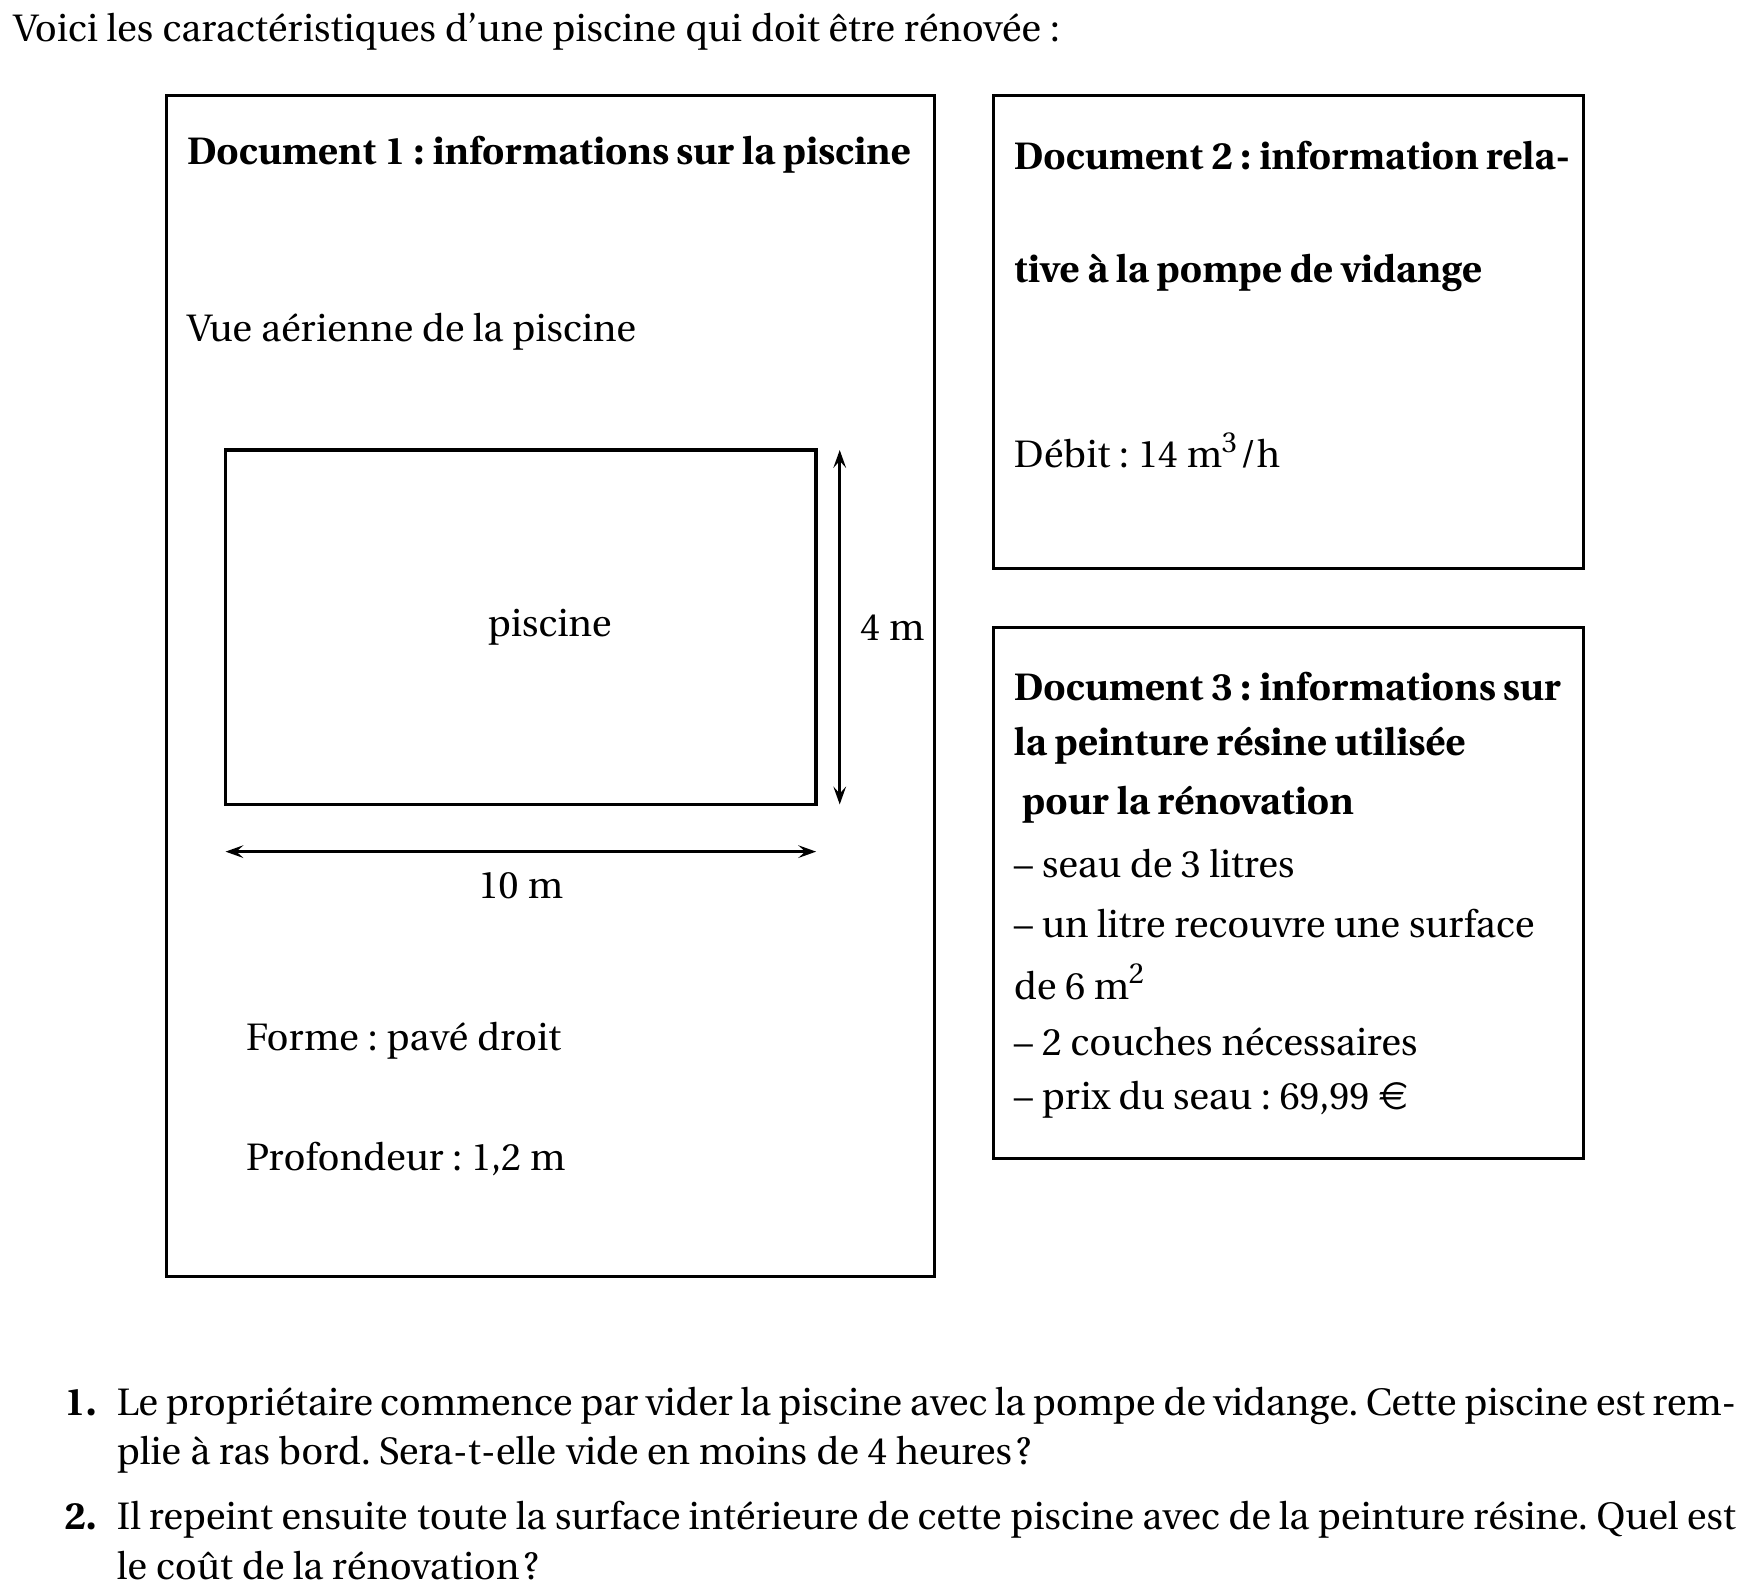 Voici les caractéristiques d’une piscine qui doit être rénovée :
Document 1 : informations sur la piscine
Vue aérienne de la piscine
piscine
4 m
10 m
Forme : pavé droit
Profondeur : 1,2 m
Document 2 : information rela-
tive à la pompe de vidange
Débit : 14 m³/h
Document 3 : informations sur
la peinture résine utilisée
pour la rénovation
– seau de 3 litres
– un litre recouvre une surface
de 6 m²
– 2 couches nécessaires
– prix du seau : 69,99 €
1. Le propriétaire commence par vider la piscine avec la pompe de vidange. Cette piscine est rem-
plie à ras bord. Sera-t-elle vide en moins de 4 heures ?
2. Il repeint ensuite toute la surface intérieure de cette piscine avec de la peinture résine. Quel est
le coût de la rénovation ?